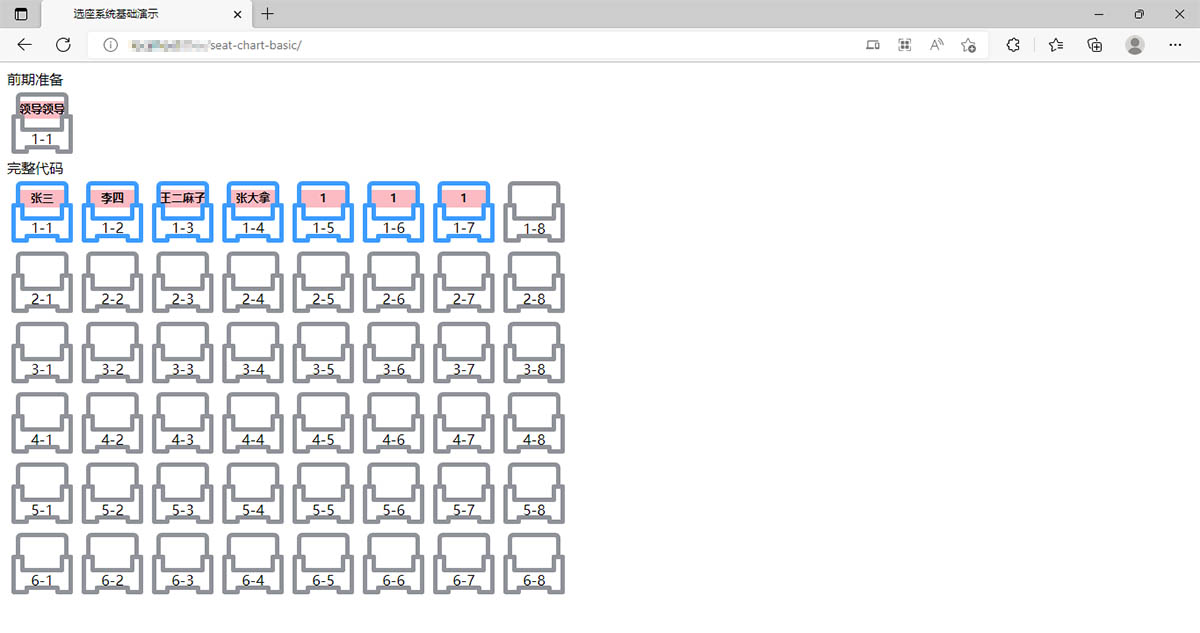 选座系统基础演示
/seat-chart-basic/
前期准备
领导领导
1-1
完整代码
张三 李四 王二麻子 张大拿 1 1 1
1-1 1-2 1-3 1-4 1-5 1-6 1-7 1-8
2-1 2-2 2-3 2-4 2-5 2-6 2-7 2-8
3-1 3-2 3-3 3-4 3-5 3-6 3-7 3-8
4-1 4-2 4-3 4-4 4-5 4-6 4-7 4-8
5-1 5-2 5-3 5-4 5-5 5-6 5-7 5-8
6-1 6-2 6-3 6-4 6-5 6-6 6-7 6-8